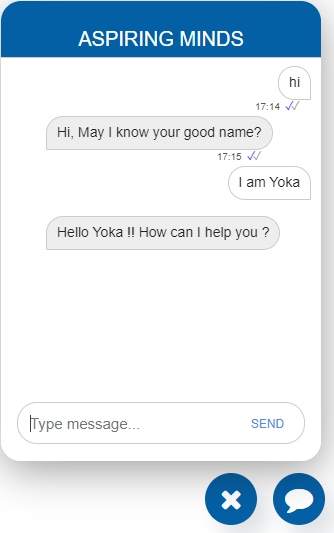 ASPIRING MINDS
hi
17:14
Hi, May I know your good name?
17:15
I am Yoka
Hello Yoka !! How can I help you ?
Type message...
SEND